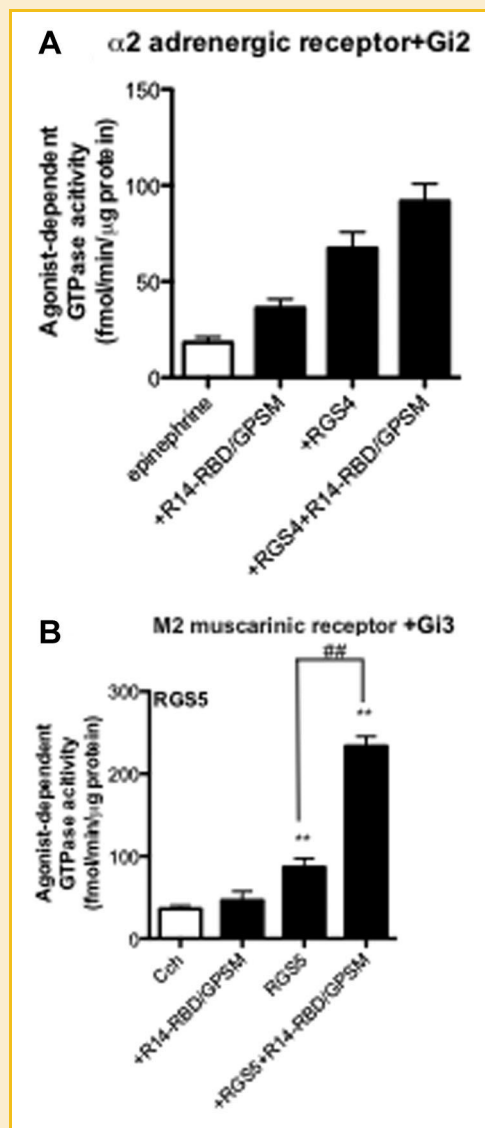 A
α2 adrenergic receptor+Gi2
Agonist-dependent
GTPase acitivity
(fmol/min/µg protein)
150
100
50
0
epinephrine
+R14-RBD/GPSM
+RGS4
+RGS4+R14-RBD/GPSM
B
M2 muscarinic receptor +Gi3
##
RGS5
**
**
Agonist-dependent
GTPase acitivity
(fmol/min/µg protein)
300
200
100
0
Cch
+R14-RBD/GPSM
RGS5
+RGS5+R14-RBD/GPSM